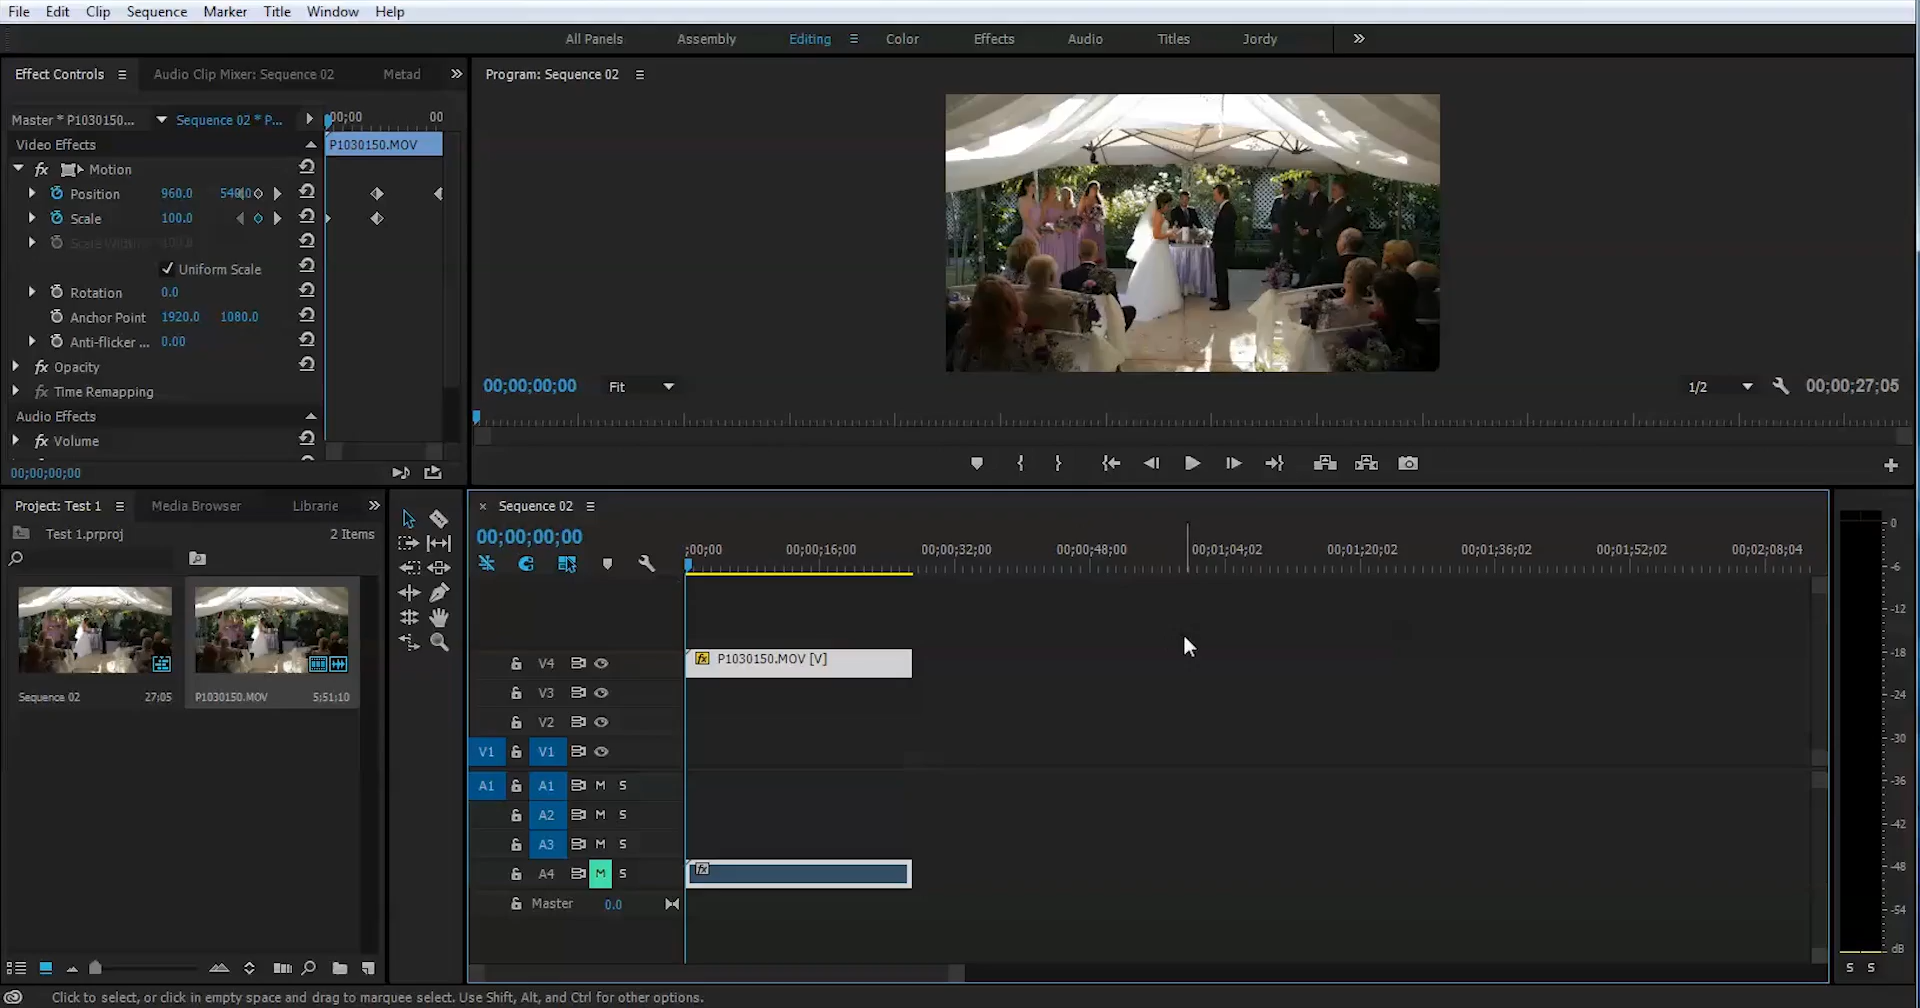 File Edit Clip Sequence Marker Title Window Help
All Panels Assembly Editing Color Effects Audio Titles Jordy
Effect Controls Audio Clip Mixer: Sequence 02 Metad
Program: Sequence 02
Master * P1030150... Sequence 02 * P... 00;00 00
Video Effects P1030150.MOV
fx Motion
Position 960.0 540.0
Scale 100.0
Scale Width 100.0
Uniform Scale
Rotation 0.0
Anchor Point 1920.0 1080.0
Anti-flicker ... 0.00
fx Opacity
fx Time Remapping
Audio Effects
fx Volume
00;00;00;00
00;00;00;00 Fit 1/2 00;00;27;05
Project: Test 1 Media Browser Librarie
Test 1.prproj 2 Items
Sequence 02 27;05
P1030150.MOV 5;51;10
Sequence 02
00;00;00;00
;00;00 00;00;16;00 00;00;32;00 00;00;48;00 00;01;04;02 00;01;20;02 00;01;36;02 00;01;52;02 00;02;08;04
V4 fx P1030150.MOV [V]
V3
V2
V1 V1
A1 A1 M S
A2 M S
A3 M S
A4 M S fx
Master 0.0
0
-6
-12
-18
-24
-30
-36
-42
-48
-54
dB
S S
Click to select, or click in empty space and drag to marquee select. Use Shift, Alt, and Ctrl for other options.